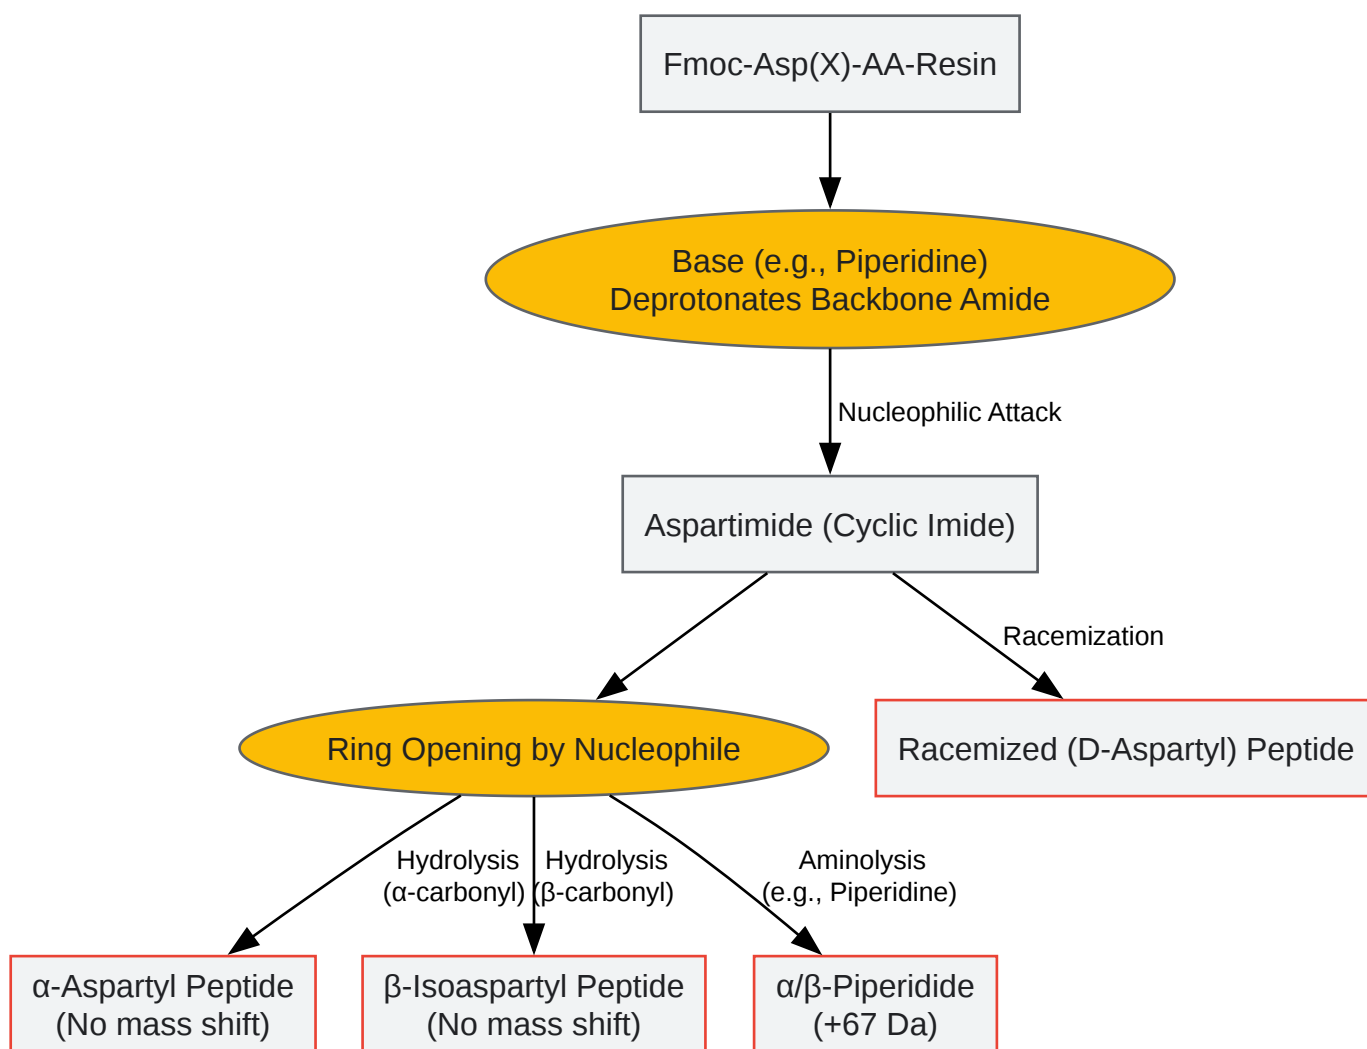 Fmoc-Asp(X)-AA-Resin
Base (e.g., Piperidine)
Deprotonates Backbone Amide
Nucleophilic Attack
Aspartimide (Cyclic Imide)
Racemization
Ring Opening by Nucleophile
Racemized (D-Aspartyl) Peptide
Hydrolysis
(α-carbonyl)
Hydrolysis
(β-carbonyl)
Aminolysis
(e.g., Piperidine)
α-Aspartyl Peptide
(No mass shift)
β-Isoaspartyl Peptide
(No mass shift)
α/β-Piperidide
(+67 Da)